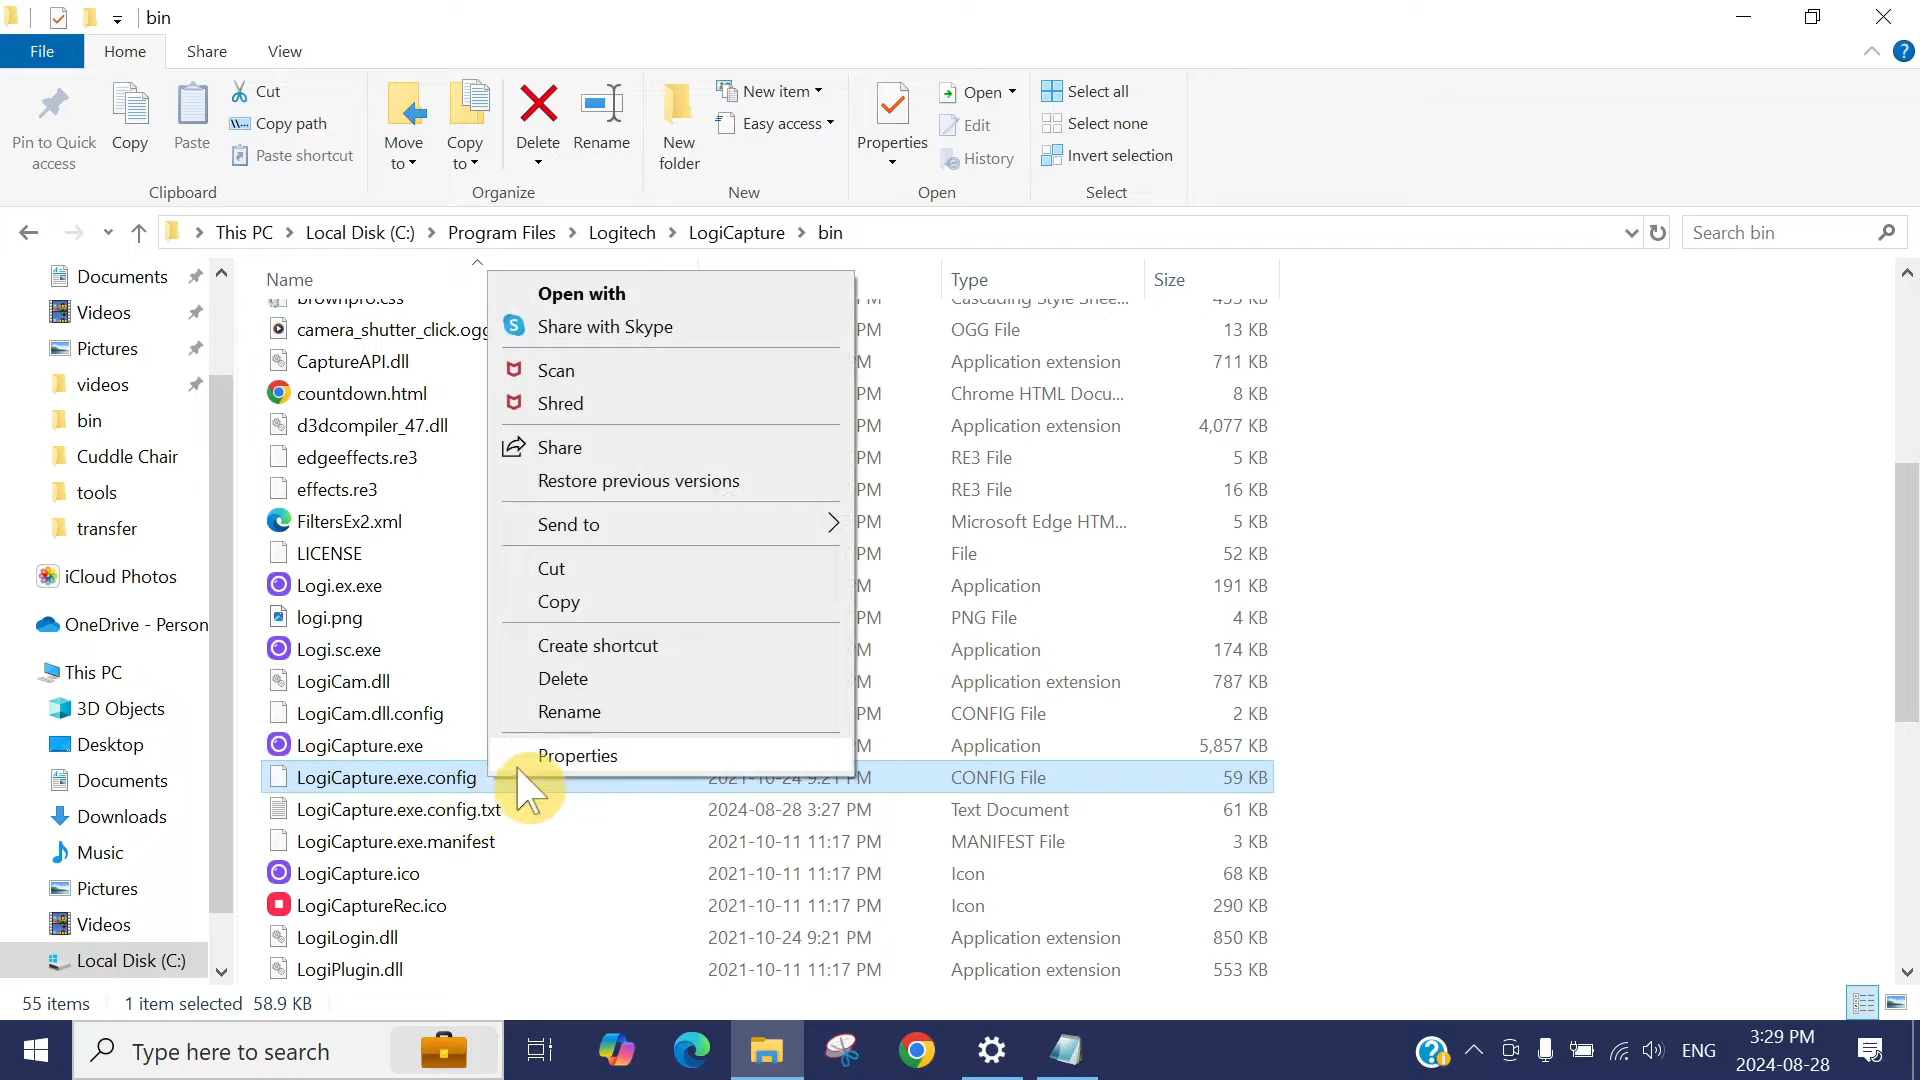 bin
File Home Share View
Pin to Quick access
Copy
Paste
Cut
Copy path
Paste shortcut
Clipboard
Move to
Copy to
Delete
Rename
Organize
New folder
New item
Easy access
New
Properties
Open
Edit
History
Open
Select all
Select none
Invert selection
Select
This PC > Local Disk (C:) > Program Files > Logitech > LogiCapture > bin
Search bin
Documents
Videos
Pictures
videos
bin
Cuddle Chair
tools
transfer
iCloud Photos
OneDrive - Person
This PC
3D Objects
Desktop
Documents
Downloads
Music
Pictures
Videos
Local Disk (C:)
Name Type Size
brownpro.css PM Cascading Style Shee... 455 KB
camera_shutter_click.ogg PM OGG File 13 KB
CaptureAPI.dll M Application extension 711 KB
countdown.html PM Chrome HTML Docu... 8 KB
d3dcompiler_47.dll PM Application extension 4,077 KB
edgeeffects.re3 PM RE3 File 5 KB
effects.re3 PM RE3 File 16 KB
FiltersEx2.xml PM Microsoft Edge HTM... 5 KB
LICENSE PM File 52 KB
Logi.ex.exe M Application 191 KB
logi.png PM PNG File 4 KB
Logi.sc.exe M Application 174 KB
LogiCam.dll M Application extension 787 KB
LogiCam.dll.config PM CONFIG File 2 KB
LogiCapture.exe M Application 5,857 KB
LogiCapture.exe.config 2021-10-24 9:21 PM CONFIG File 59 KB
LogiCapture.exe.config.txt 2024-08-28 3:27 PM Text Document 61 KB
LogiCapture.exe.manifest 2021-10-11 11:17 PM MANIFEST File 3 KB
LogiCapture.ico 2021-10-11 11:17 PM Icon 68 KB
LogiCaptureRec.ico 2021-10-11 11:17 PM Icon 290 KB
LogiLogin.dll 2021-10-24 9:21 PM Application extension 850 KB
LogiPlugin.dll 2021-10-11 11:17 PM Application extension 553 KB
Open with
Share with Skype
Scan
Shred
Share
Restore previous versions
Send to
Cut
Copy
Create shortcut
Delete
Rename
Properties
55 items 1 item selected 58.9 KB
Type here to search
ENG
3:29 PM
2024-08-28